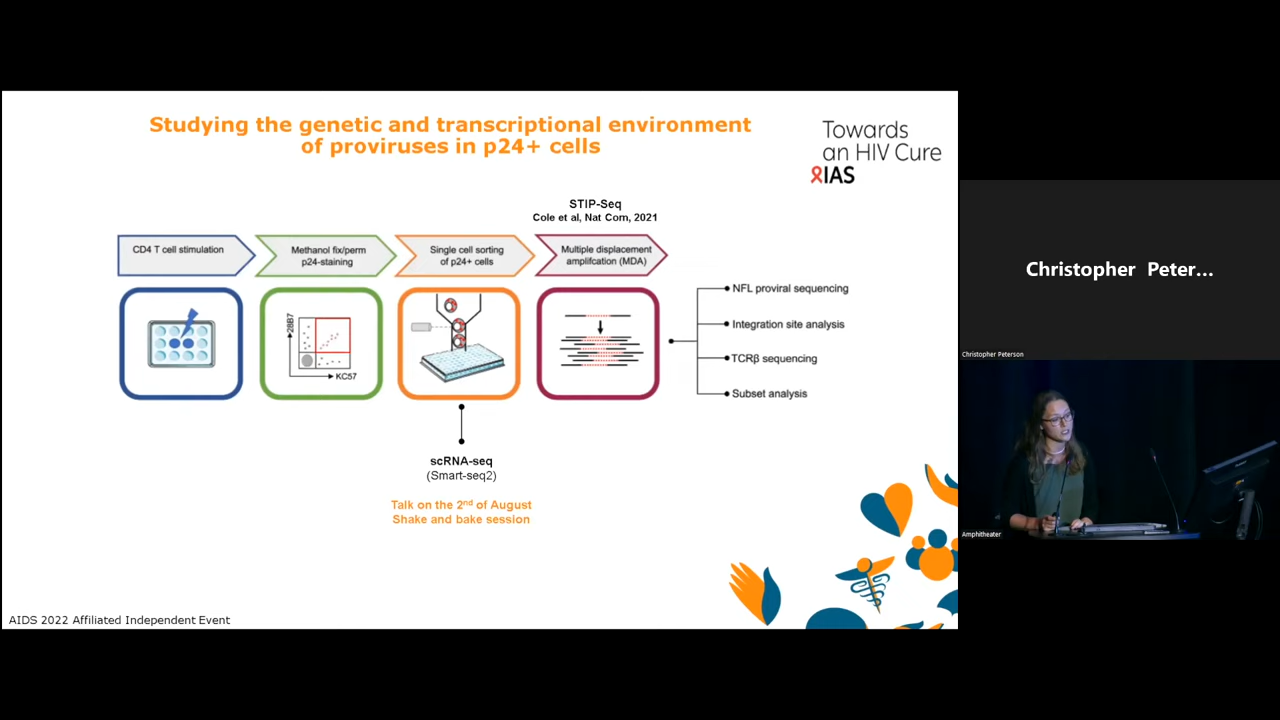 Studying the genetic and transcriptional environment
of proviruses in p24+ cells
Towards
an HIV Cure
IAS
STIP-Seq
Cole et al, Nat Com, 2021
CD4 T cell stimulation
Methanol fix/perm
p24-staining
Single cell sorting
of p24+ cells
Multiple displacement
amplifcation (MDA)
28B7
KC57
NFL proviral sequencing
Integration site analysis
TCRβ sequencing
Subset analysis
scRNA-seq
(Smart-seq2)
Talk on the 2nd of August
Shake and bake session
AIDS 2022 Affiliated Independent Event
Christopher Peter...
Christopher Peterson
Amphitheater